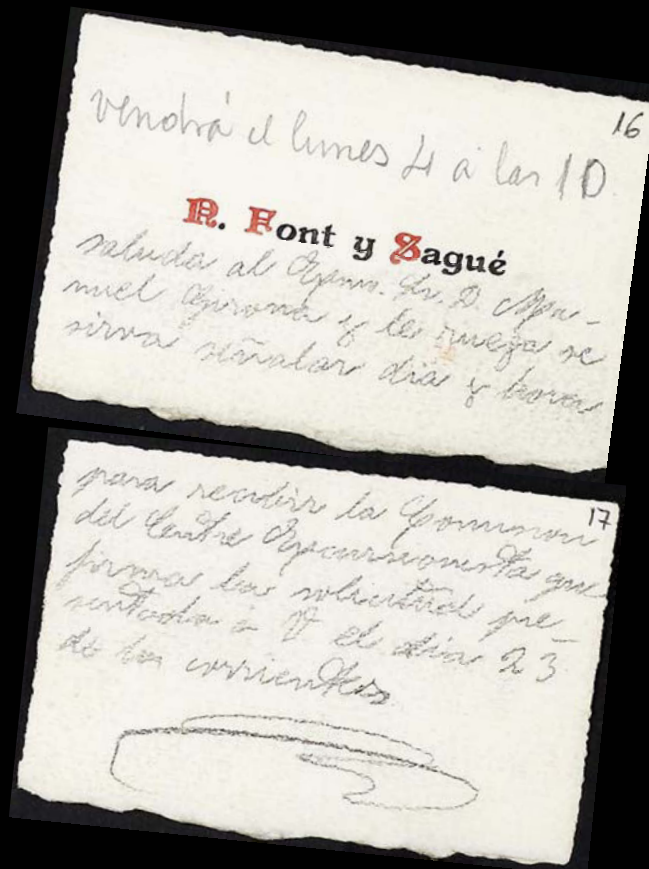 16
vendrá el lunes 4 á las 10
N. Font y Sagué
saluda al Excmo. Sr. D. Ma-
nuel Girona y le ruega se
sirva señalar dia y hora
17
para recibir la Comision
del Centre Excursionista que
firma la solicitud pre-
sentada a V el dia 23
de los corrientes